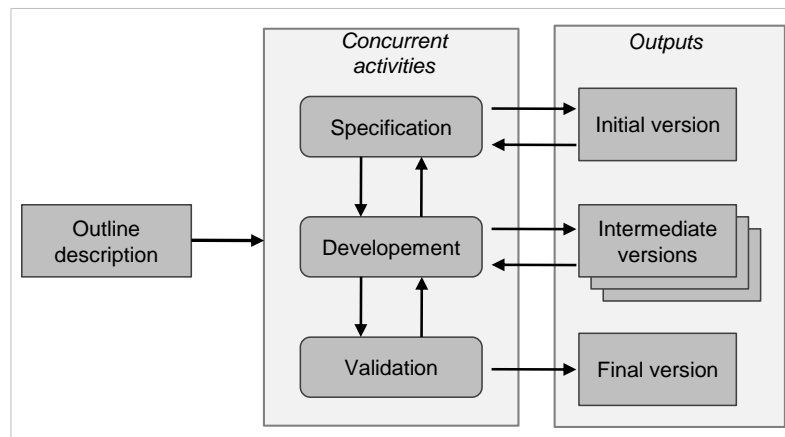 Concurrent
activities
Outputs
Specification
Initial version
Outline
description
Developement
Intermediate
versions
Validation
Final version